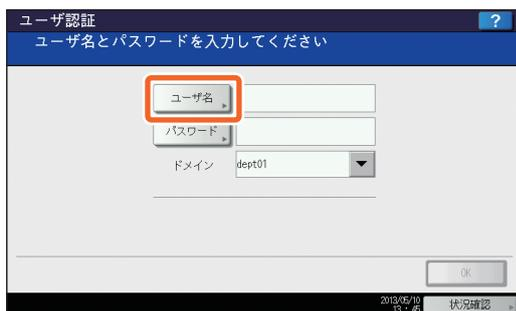 ユーザ認証 ?
ユーザ名とパスワードを入力してください
ユーザ名
パスワード
ドメイン dept01
OK
2013/05/10
13 : 45 状況確認